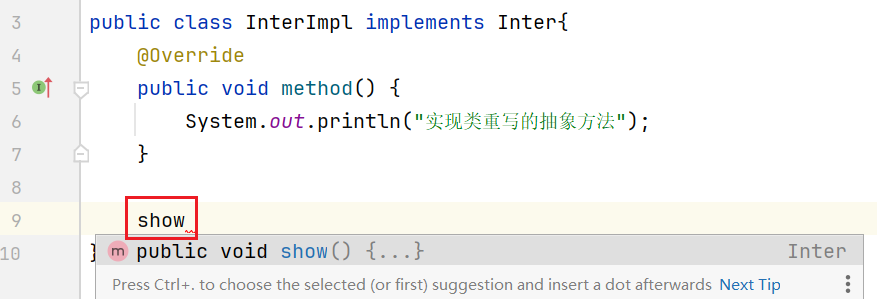 3 public class InterImpl implements Inter{
4 @Override
5 public void method() {
6 System.out.println("实现类重写的抽象方法");
7 }
8
9 show
10 } m public void show() {...} Inter
Press Ctrl+. to choose the selected (or first) suggestion and insert a dot afterwards Next Tip